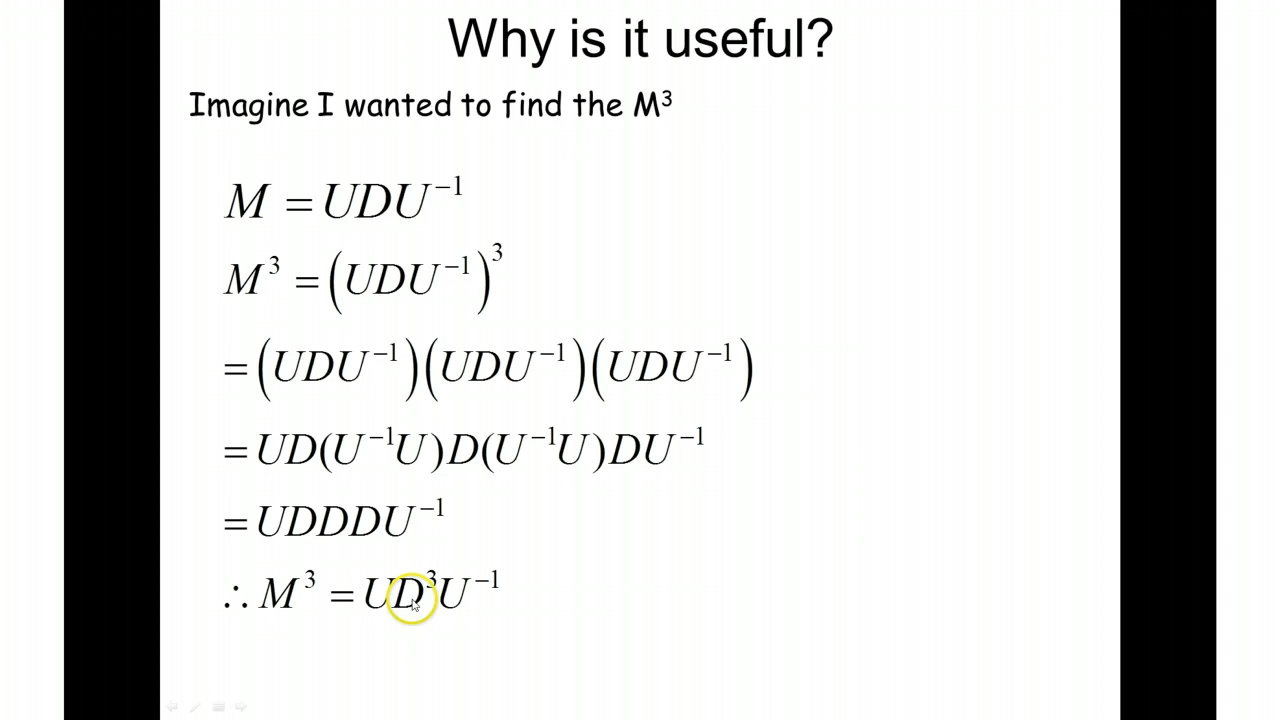 Why is it useful?
Imagine I wanted to find the M³
M = UDU⁻¹
M³ = (UDU⁻¹)³
= (UDU⁻¹)(UDU⁻¹)(UDU⁻¹)
= UD(U⁻¹U)D(U⁻¹U)DU⁻¹
= UDDDU⁻¹
∴ M³ = UD³U⁻¹